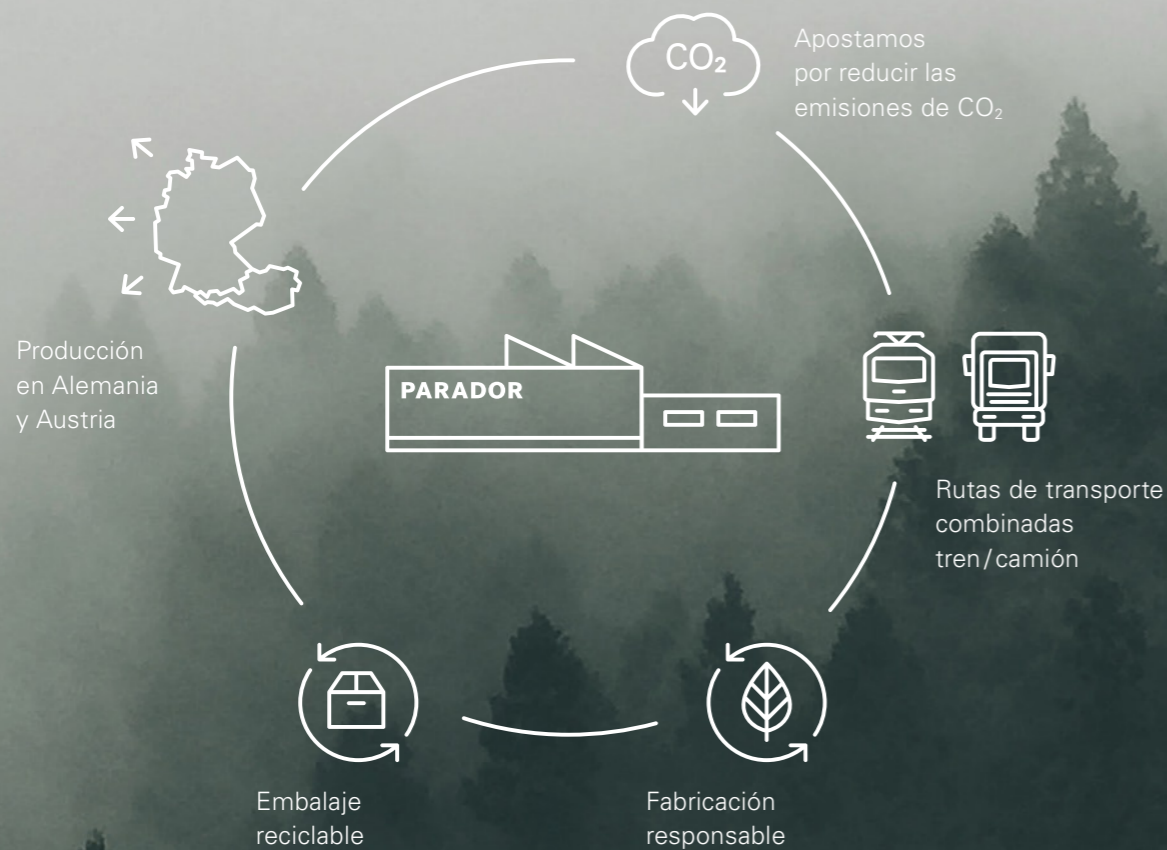 CO₂
Apostamos
por reducir las
emisiones de CO₂
Producción
en Alemania
y Austria
PARADOR
Rutas de transporte
combinadas
tren/camión
Embalaje
reciclable
Fabricación
responsable